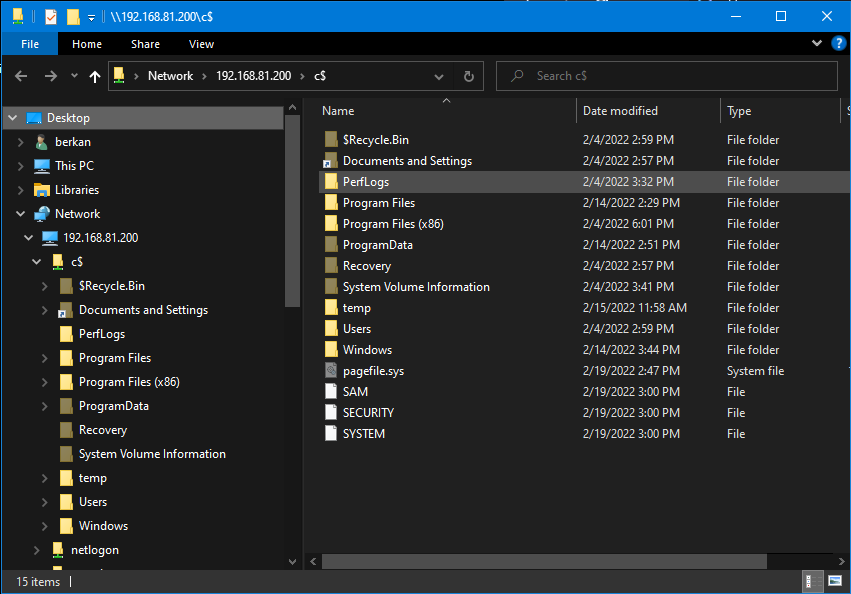 \\192.168.81.200\c$
File Home Share View
Network 192.168.81.200 c$
Search c$
Desktop
berkan
This PC
Libraries
Network
192.168.81.200
c$
$Recycle.Bin
Documents and Settings
PerfLogs
Program Files
Program Files (x86)
ProgramData
Recovery
System Volume Information
temp
Users
Windows
netlogon
Name Date modified Type
$Recycle.Bin 2/4/2022 2:59 PM File folder
Documents and Settings 2/4/2022 2:57 PM File folder
PerfLogs 2/4/2022 3:32 PM File folder
Program Files 2/14/2022 2:29 PM File folder
Program Files (x86) 2/4/2022 6:01 PM File folder
ProgramData 2/14/2022 2:51 PM File folder
Recovery 2/4/2022 2:57 PM File folder
System Volume Information 2/4/2022 3:41 PM File folder
temp 2/15/2022 11:58 AM File folder
Users 2/4/2022 2:59 PM File folder
Windows 2/14/2022 3:44 PM File folder
pagefile.sys 2/19/2022 2:47 PM System file
SAM 2/19/2022 3:00 PM File
SECURITY 2/19/2022 3:00 PM File
SYSTEM 2/19/2022 3:00 PM File
15 items